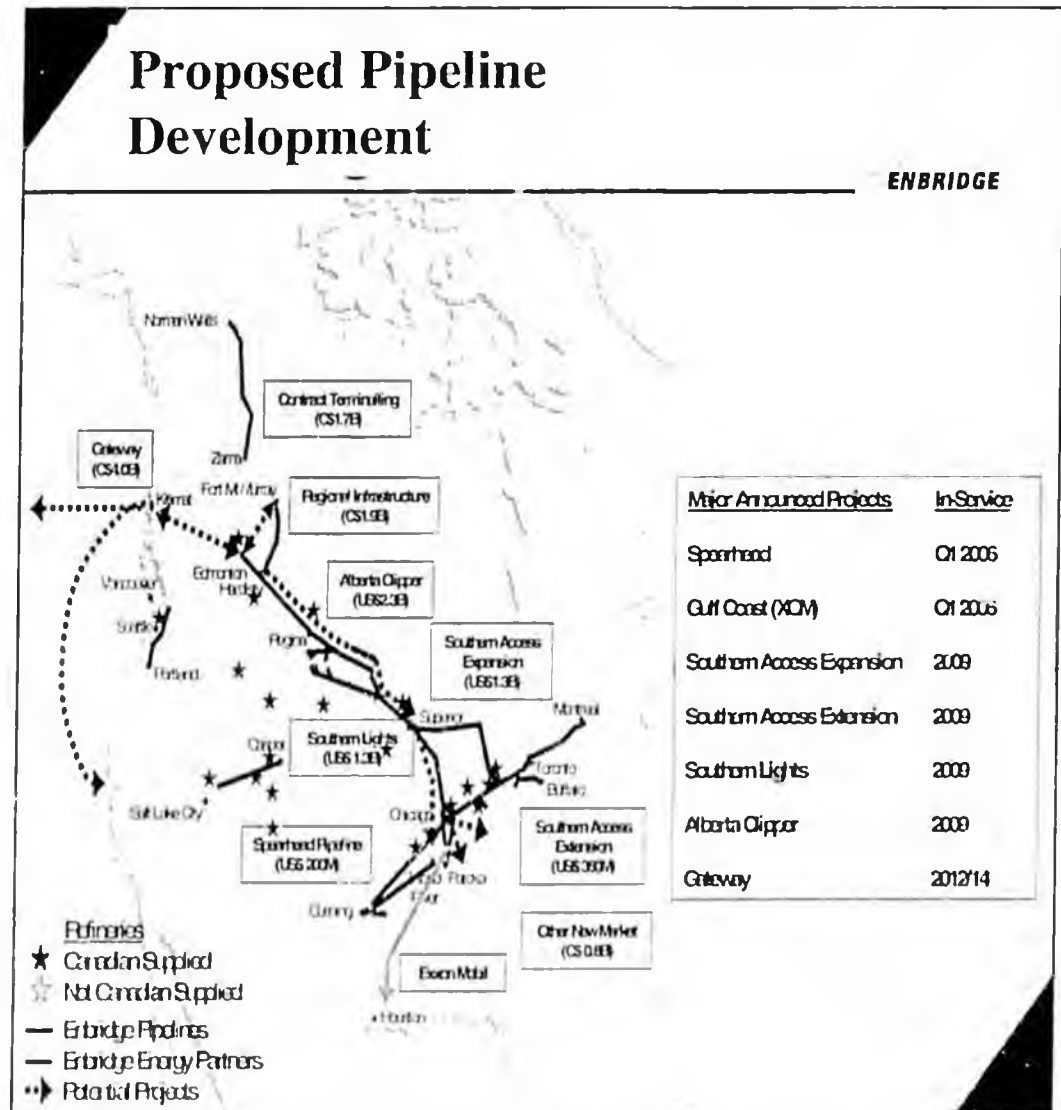 Proposed Pipeline
Development
ENBRIDGE
Norman Wells
Contract Terminalling
(C$1.7B)
Zama
Gateway
(C$4.0B)
Fort McMurray
Kitimat
Regional Infrastructure
(C$1.9B)
Edmonton
Hardisty
Alberta Clipper
(US$2.3B)
Vancouver
Seattle
Portland
Regina
Southern Access
Expansion
(US$1.3B)
Superior
Montreal
Casper
Southern Lights
(US$1.3B)
Toronto
Buffalo
Salt Lake City
Chicago
Spearhead Pipeline
(US$200M)
Southern Access
Extension
(US$350M)
Patoka
Cushing
Other New Market
(C$0.8B)
Exxon Mobil
Houston
Major Announced Projects In-Service
Spearhead Q1 2006
Gulf Coast (XOM) Q1 2006
Southern Access Expansion 2009
Southern Access Extension 2009
Southern Lights 2009
Alberta Clipper 2009
Gateway 2012/14
Refineries
Canadian Supplied
Not Canadian Supplied
Enbridge Pipelines
Enbridge Energy Partners
Potential Projects